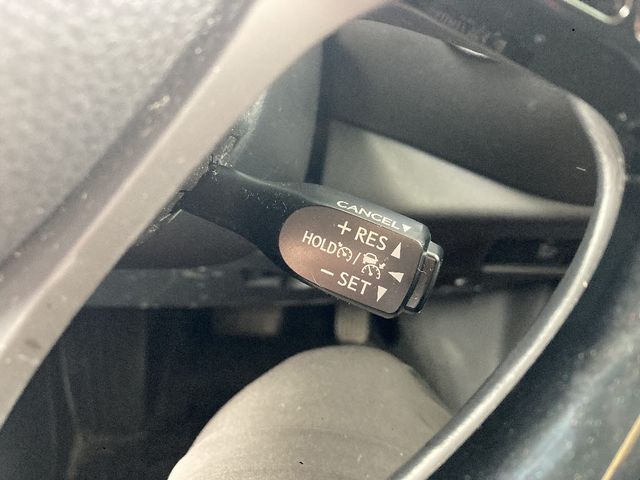 CANCEL▼
+ RES ▲
HOLD /
− SET ▼